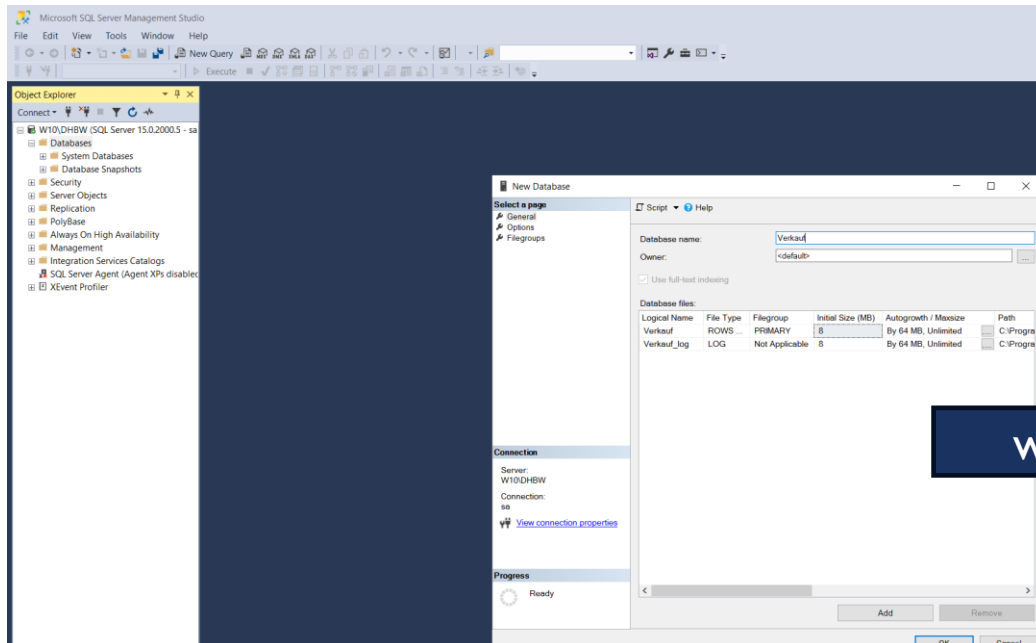 Microsoft SQL Server Management Studio
File Edit View Tools Window Help
New Query
Execute
Object Explorer
Connect
W10\DHBW (SQL Server 15.0.2000.5 - sa
Databases
System Databases
Database Snapshots
Security
Server Objects
Replication
PolyBase
Always On High Availability
Management
Integration Services Catalogs
SQL Server Agent (Agent XPs disablec
XEvent Profiler
New Database
Select a page
General
Options
Filegroups
Script Help
Database name: Verkauf
Owner: <default> ...
Use full-text indexing
Database files:
Logical Name File Type Filegroup Initial Size (MB) Autogrowth / Maxsize Path
Verkauf ROWS ... PRIMARY 8 By 64 MB, Unlimited ... C:\Progra
Verkauf_log LOG Not Applicable 8 By 64 MB, Unlimited ... C:\Progra
W
Connection
Server:
W10\DHBW
Connection:
sa
View connection properties
Progress
Ready
Add Remove
OK Cancel